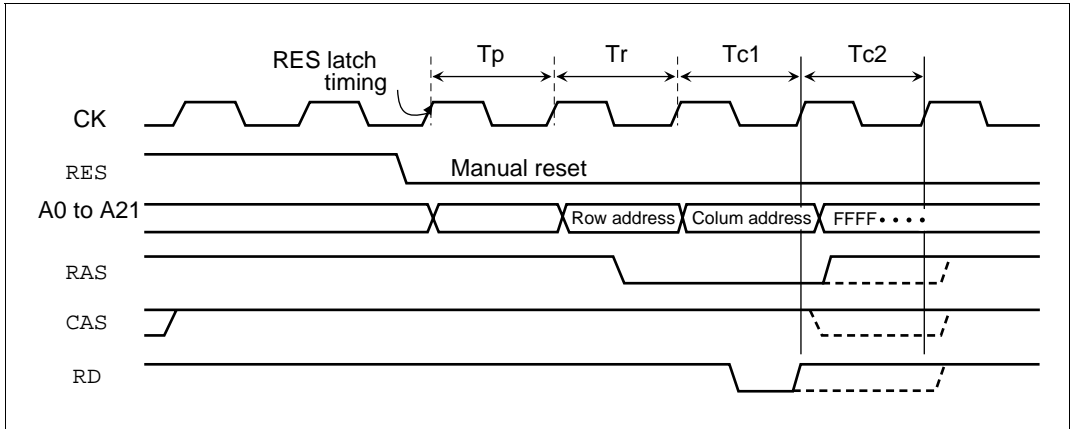 Tp
Tr
Tc1
Tc2
RES latch
timing
CK
RES
Manual reset
A0 to A21
Row address
Colum address
FFFF••••
RAS
CAS
RD